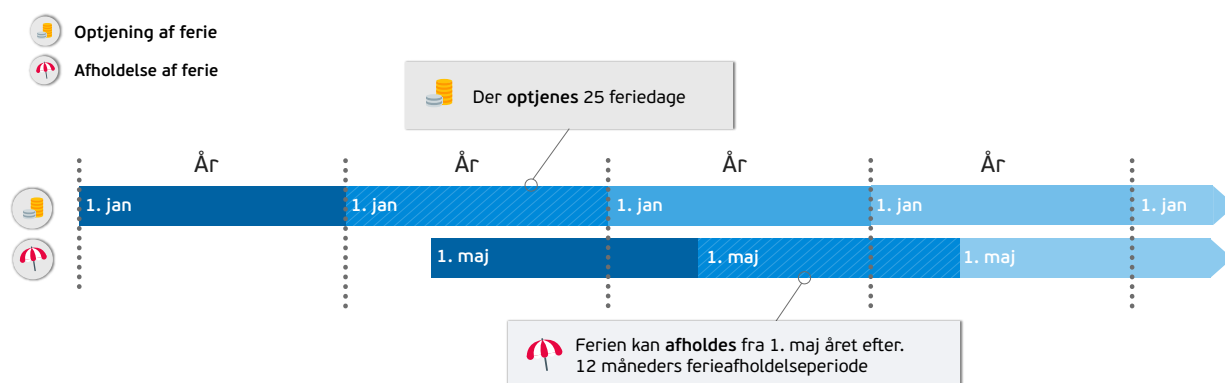 Optjening af ferie
Afholdelse af ferie
Der optjenes 25 feriedage
År År År År
1. jan 1. jan 1. jan 1. jan 1. jan
1. maj 1. maj 1. maj
Ferien kan afholdes fra 1. maj året efter.
12 måneders ferieafholdelseperiode